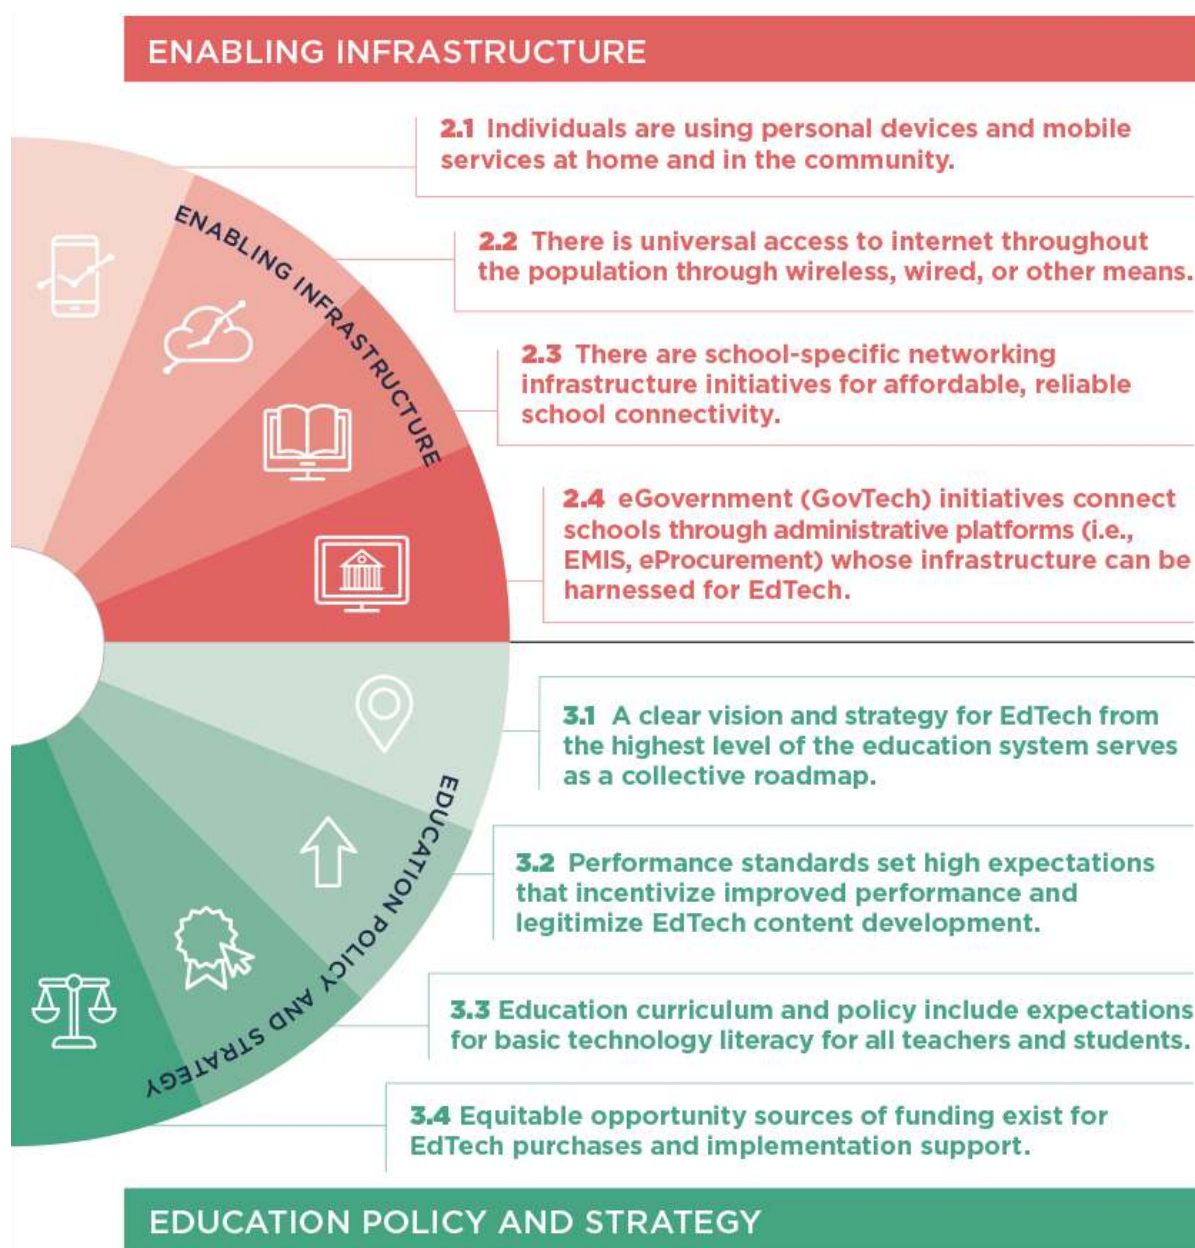 ENABLING INFRASTRUCTURE
2.1 Individuals are using personal devices and mobile
services at home and in the community.
2.2 There is universal access to internet throughout
the population through wireless, wired, or other means.
2.3 There are school-specific networking
infrastructure initiatives for affordable, reliable
school connectivity.
2.4 eGovernment (GovTech) initiatives connect
schools through administrative platforms (i.e.,
EMIS, eProcurement) whose infrastructure can be
harnessed for EdTech.
ENABLING INFRASTRUCTURE
3.1 A clear vision and strategy for EdTech from
the highest level of the education system serves
as a collective roadmap.
3.2 Performance standards set high expectations
that incentivize improved performance and
legitimize EdTech content development.
3.3 Education curriculum and policy include expectations
for basic technology literacy for all teachers and students.
3.4 Equitable opportunity sources of funding exist for
EdTech purchases and implementation support.
EDUCATION POLICY AND STRATEGY
EDUCATION POLICY AND STRATEGY